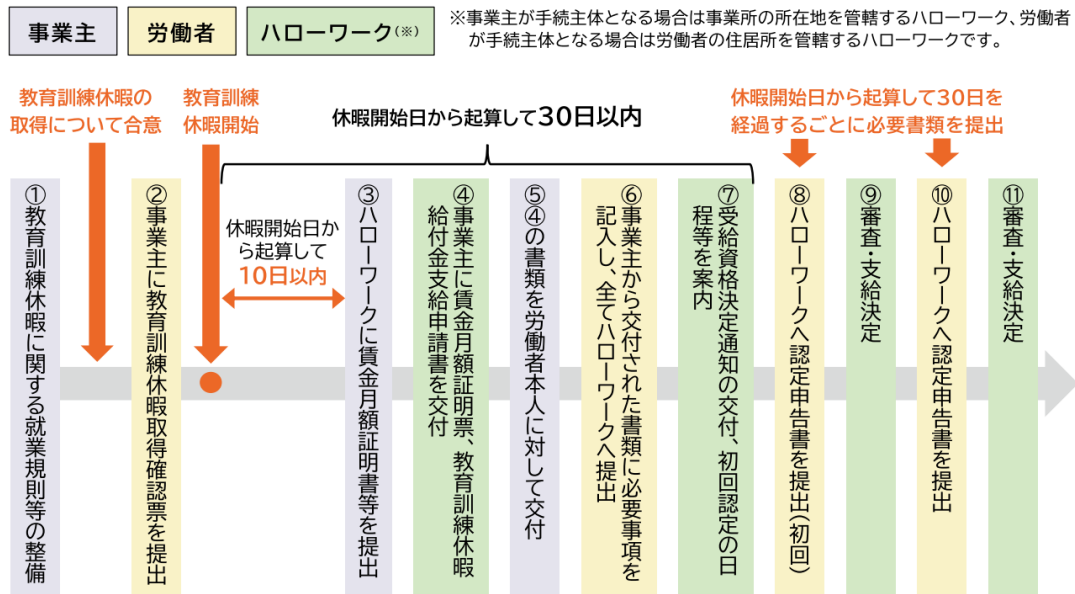 事業主
労働者
ハローワーク(※)
※事業主が手続主体となる場合は事業所の所在地を管轄するハローワーク、労働者
が手続主体となる場合は労働者の住居所を管轄するハローワークです。
教育訓練休暇の
取得について合意
教育訓練
休暇開始
休暇開始日から起算して30日以内
休暇開始日から起算して30日を
経過するごとに必要書類を提出
①教育訓練休暇に関する就業規則等の整備
②事業主に教育訓練休暇取得確認票を提出
休暇開始日か
ら起算して
10日以内
③ハローワークに賃金月額証明書等を提出
④事業主に賃金月額証明票、教育訓練休暇
給付金支給申請書を交付
⑤④の書類を労働者本人に対して交付
⑥事業主から交付された書類に必要事項を
記入し、全てハローワークへ提出
⑦受給資格決定通知の交付、初回認定の日
程等を案内
⑧ハローワークへ認定申告書を提出(初回)
⑨審査・支給決定
⑩ハローワークへ認定申告書を提出
⑪審査・支給決定